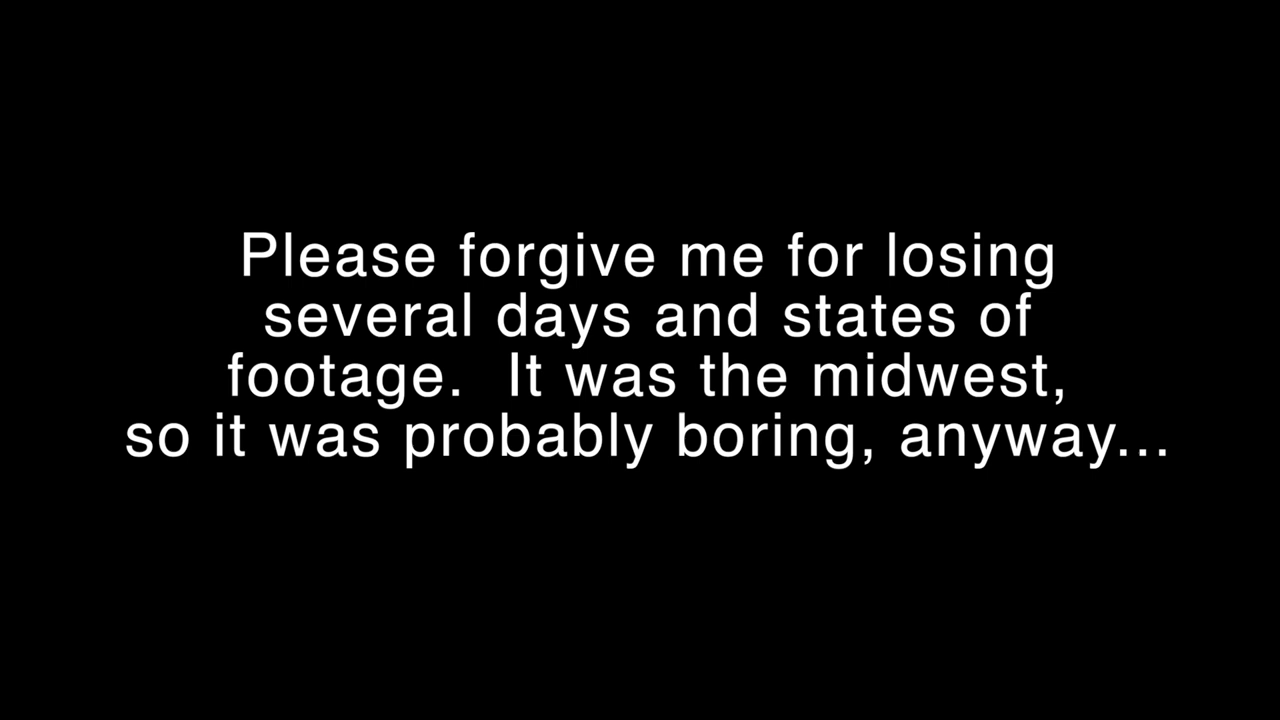 Please forgive me for losing
several days and states of
footage.  It was the midwest,
so it was probably boring, anyway...